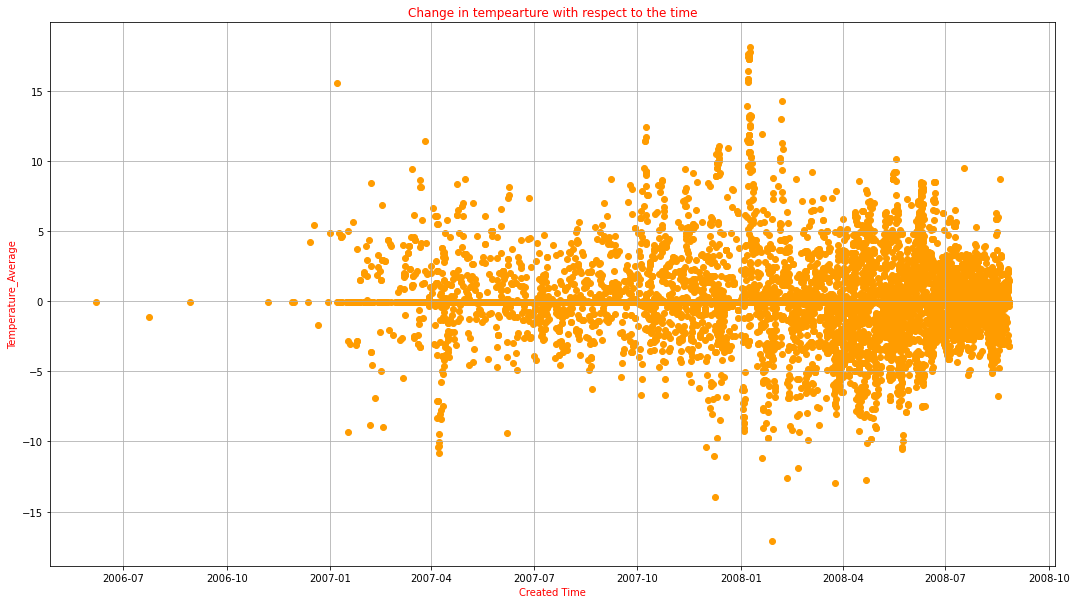 Change in tempearture with respect to the time
Temperature_Average
15
10
5
0
−5
−10
−15
2006-07 2006-10 2007-01 2007-04 2007-07 2007-10 2008-01 2008-04 2008-07 2008-10
Created Time